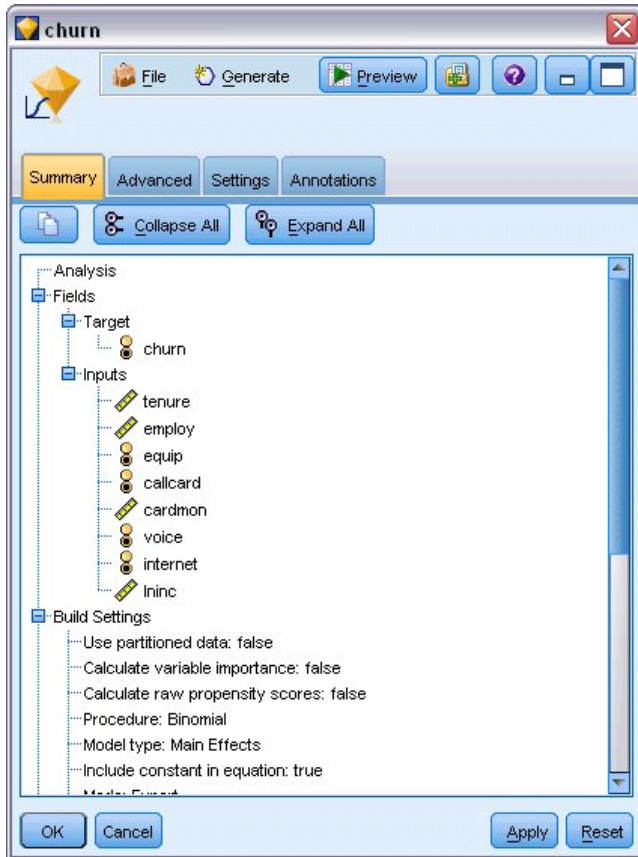 churn
File Generate Preview
Summary Advanced Settings Annotations
Collapse All Expand All
Analysis
Fields
Target
churn
Inputs
tenure
employ
equip
callcard
cardmon
voice
internet
lninc
Build Settings
Use partitioned data: false
Calculate variable importance: false
Calculate raw propensity scores: false
Procedure: Binomial
Model type: Main Effects
Include constant in equation: true
Mode: Expert
OK Cancel Apply Reset